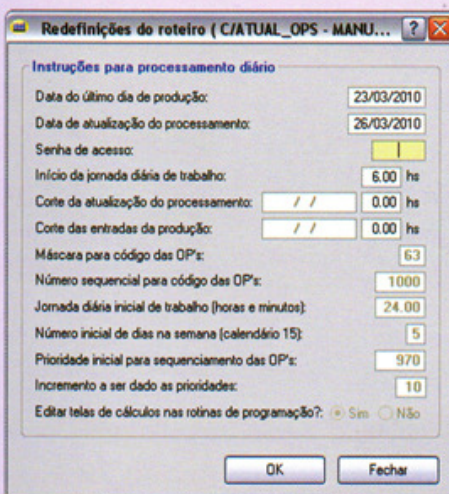 Redefinições do roteiro ( C/ATUAL_OPS - MANU... ?
Instruções para processamento diário
Data do último dia de produção: 23/03/2010
Data de atualização do processamento: 26/03/2010
Senha de acesso:
Início da jornada diária de trabalho: 6.00 hs
Corte da atualização do processamento: / / 0.00 hs
Corte das entradas da produção: / / 0.00 hs
Máscara para código das OP's: 63
Número sequencial para código das OP's: 1000
Jornada diária inicial de trabalho (horas e minutos): 24.00
Número inicial de dias na semana (calendário 15): 5
Prioridade inicial para sequenciamento das OP's: 970
Incremento a ser dado as prioridades: 10
Editar telas de cálculos nas rotinas de programação?: Sim Não
OK Fechar